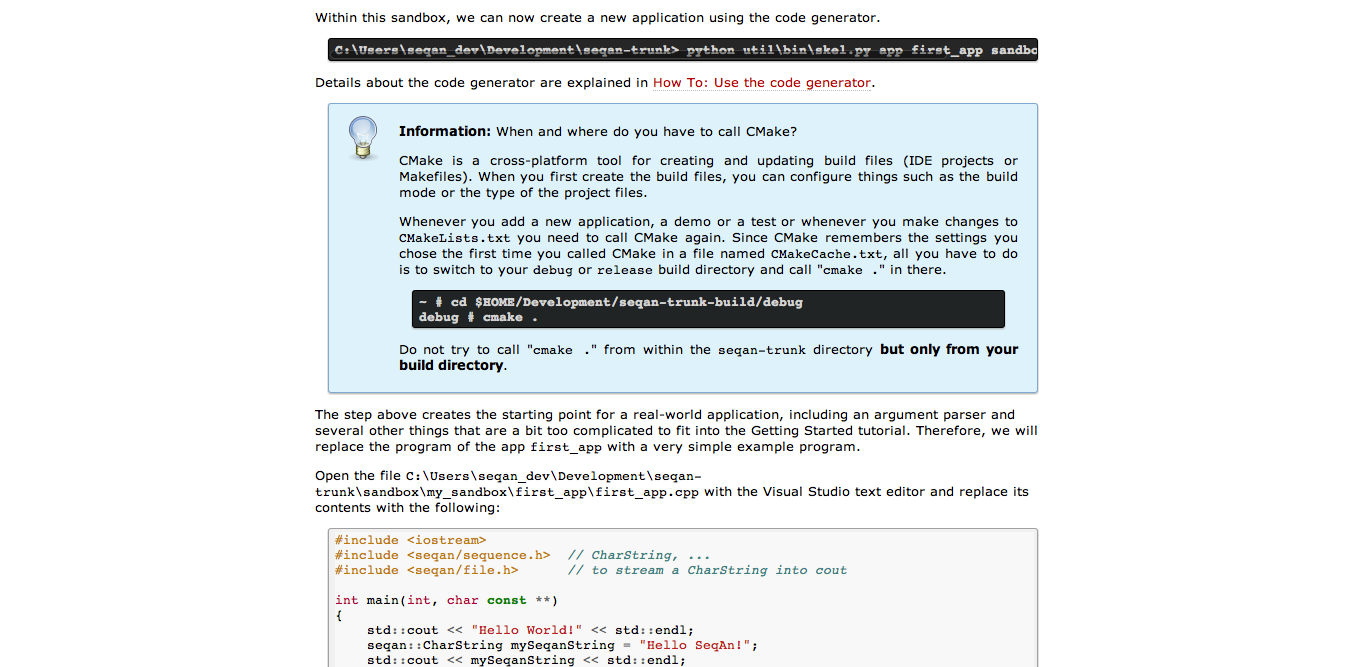 Within this sandbox, we can now create a new application using the code generator.
C:\Users\seqan_dev\Development\seqan-trunk> python util\bin\skel.py app first_app sandbo
Details about the code generator are explained in How To: Use the code generator.
Information: When and where do you have to call CMake?
CMake is a cross-platform tool for creating and updating build files (IDE projects or
Makefiles). When you first create the build files, you can configure things such as the build
mode or the type of the project files.
Whenever you add a new application, a demo or a test or whenever you make changes to
CMakeLists.txt you need to call CMake again. Since CMake remembers the settings you
chose the first time you called CMake in a file named CMakeCache.txt, all you have to do
is to switch to your debug or release build directory and call "cmake ." in there.
~ # cd $HOME/Development/seqan-trunk-build/debug
debug # cmake .
Do not try to call "cmake ." from within the seqan-trunk directory but only from your
build directory.
The step above creates the starting point for a real-world application, including an argument parser and
several other things that are a bit too complicated to fit into the Getting Started tutorial. Therefore, we will
replace the program of the app first_app with a very simple example program.
Open the file C:\Users\seqan_dev\Development\seqan-
trunk\sandbox\my_sandbox\first_app\first_app.cpp with the Visual Studio text editor and replace its
contents with the following:
#include <iostream>
#include <seqan/sequence.h>  // CharString, ...
#include <seqan/file.h>      // to stream a CharString into cout
int main(int, char const **)
{
    std::cout << "Hello World!" << std::endl;
    seqan::CharString mySeqanString = "Hello SeqAn!";
    std::cout << mySeqanString << std::endl;